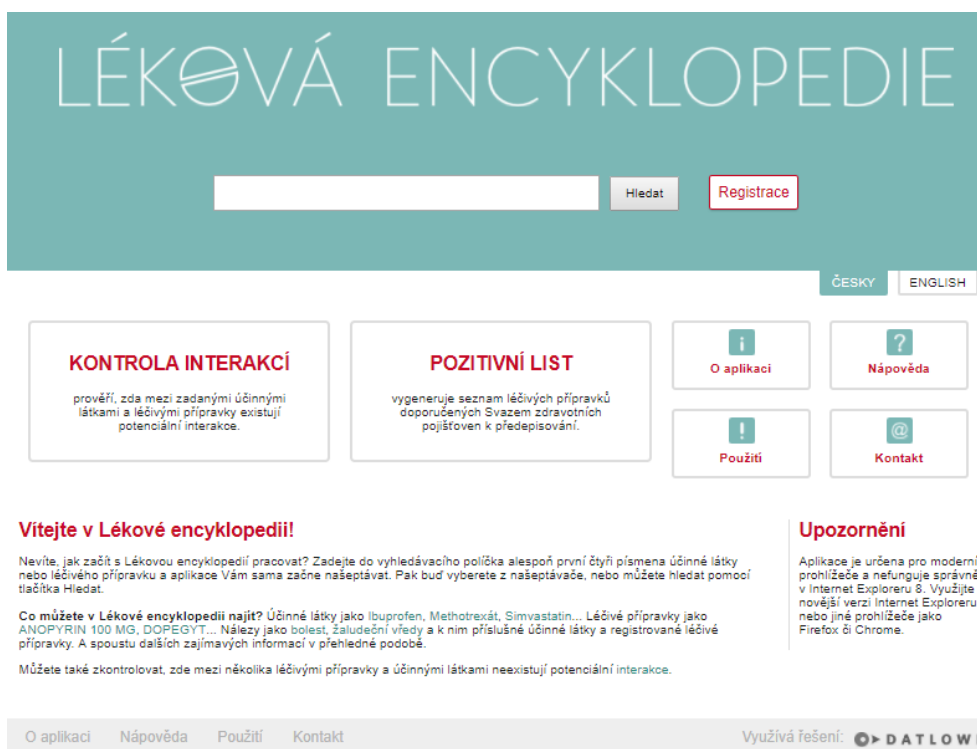 LÉKOVÁ ENCYKLOPEDIE
Hledat
Registrace
ČESKY
ENGLISH
KONTROLA INTERAKCÍ
prověří, zda mezi zadanými účinnými
látkami a léčivými přípravky existují
potenciální interakce.
POZITIVNÍ LIST
vygeneruje seznam léčivých přípravků
doporučených Svazem zdravotních
pojišťoven k předepisování.
i
O aplikaci
?
Nápověda
!
Použití
@
Kontakt
Vítejte v Lékové encyklopedii!
Nevíte, jak začít s Lékovou encyklopedií pracovat? Zadejte do vyhledávacího políčka alespoň první čtyři písmena účinné látky
nebo léčivého přípravku a aplikace Vám sama začne našeptávat. Pak buď vyberete z našeptávače, nebo můžete hledat pomocí
tlačítka Hledat.
Co můžete v Lékové encyklopedii najít? Účinné látky jako Ibuprofen, Methotrexát, Simvastatin... Léčivé přípravky jako
ANOPYRIN 100 MG, DOPEGYT... Nálezy jako bolest, žaludeční vředy a k nim příslušné účinné látky a registrované léčivé
přípravky. A spoustu dalších zajímavých informací v přehledné podobě.
Můžete také zkontrolovat, zde mezi několika léčivými přípravky a účinnými látkami neexistují potenciální interakce.
Upozornění
Aplikace je určena pro moderní
prohlížeče a nefunguje správně
v Internet Exploreru 8. Využijte
novější verzi Internet Exploreru
nebo jiné prohlížeče jako
Firefox či Chrome.
O aplikaci Nápověda Použití Kontakt
Využívá řešení: DATLOW